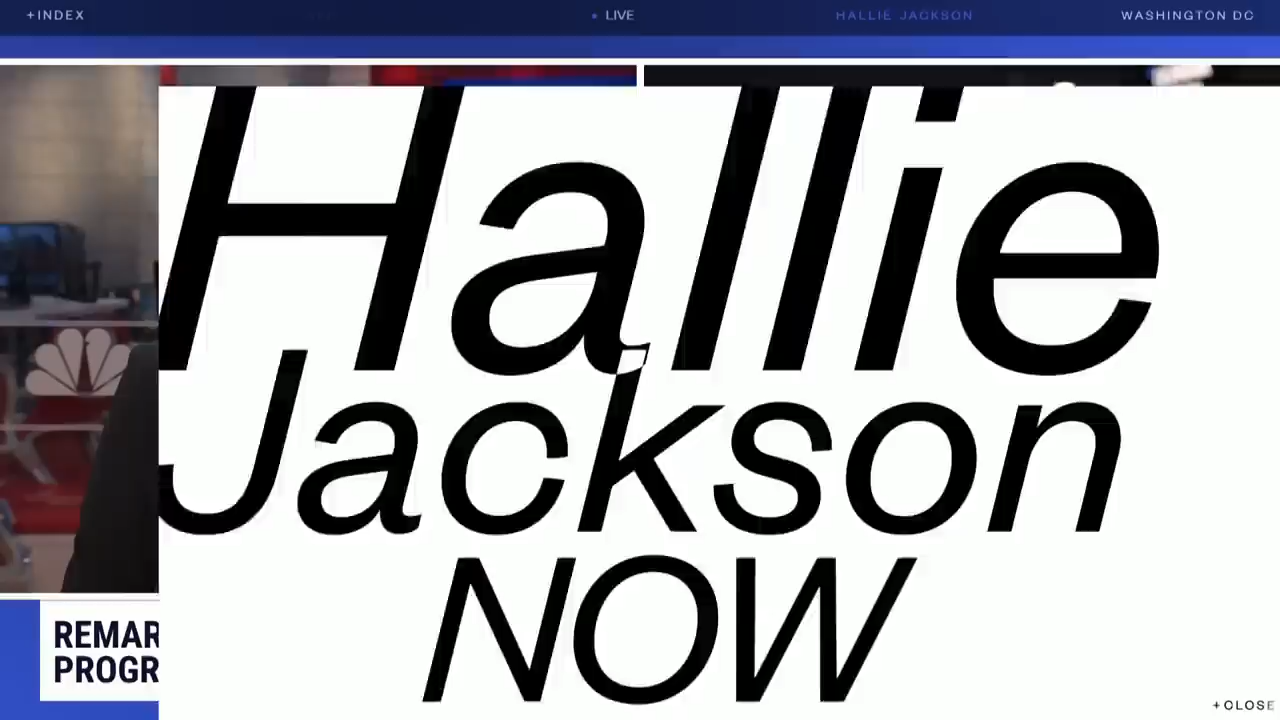 +INDEX
• LIVE
HALLIE JACKSON
WASHINGTON DC
Hallie
Jackson
NOW
REMAR
PROGR
+CLOSE